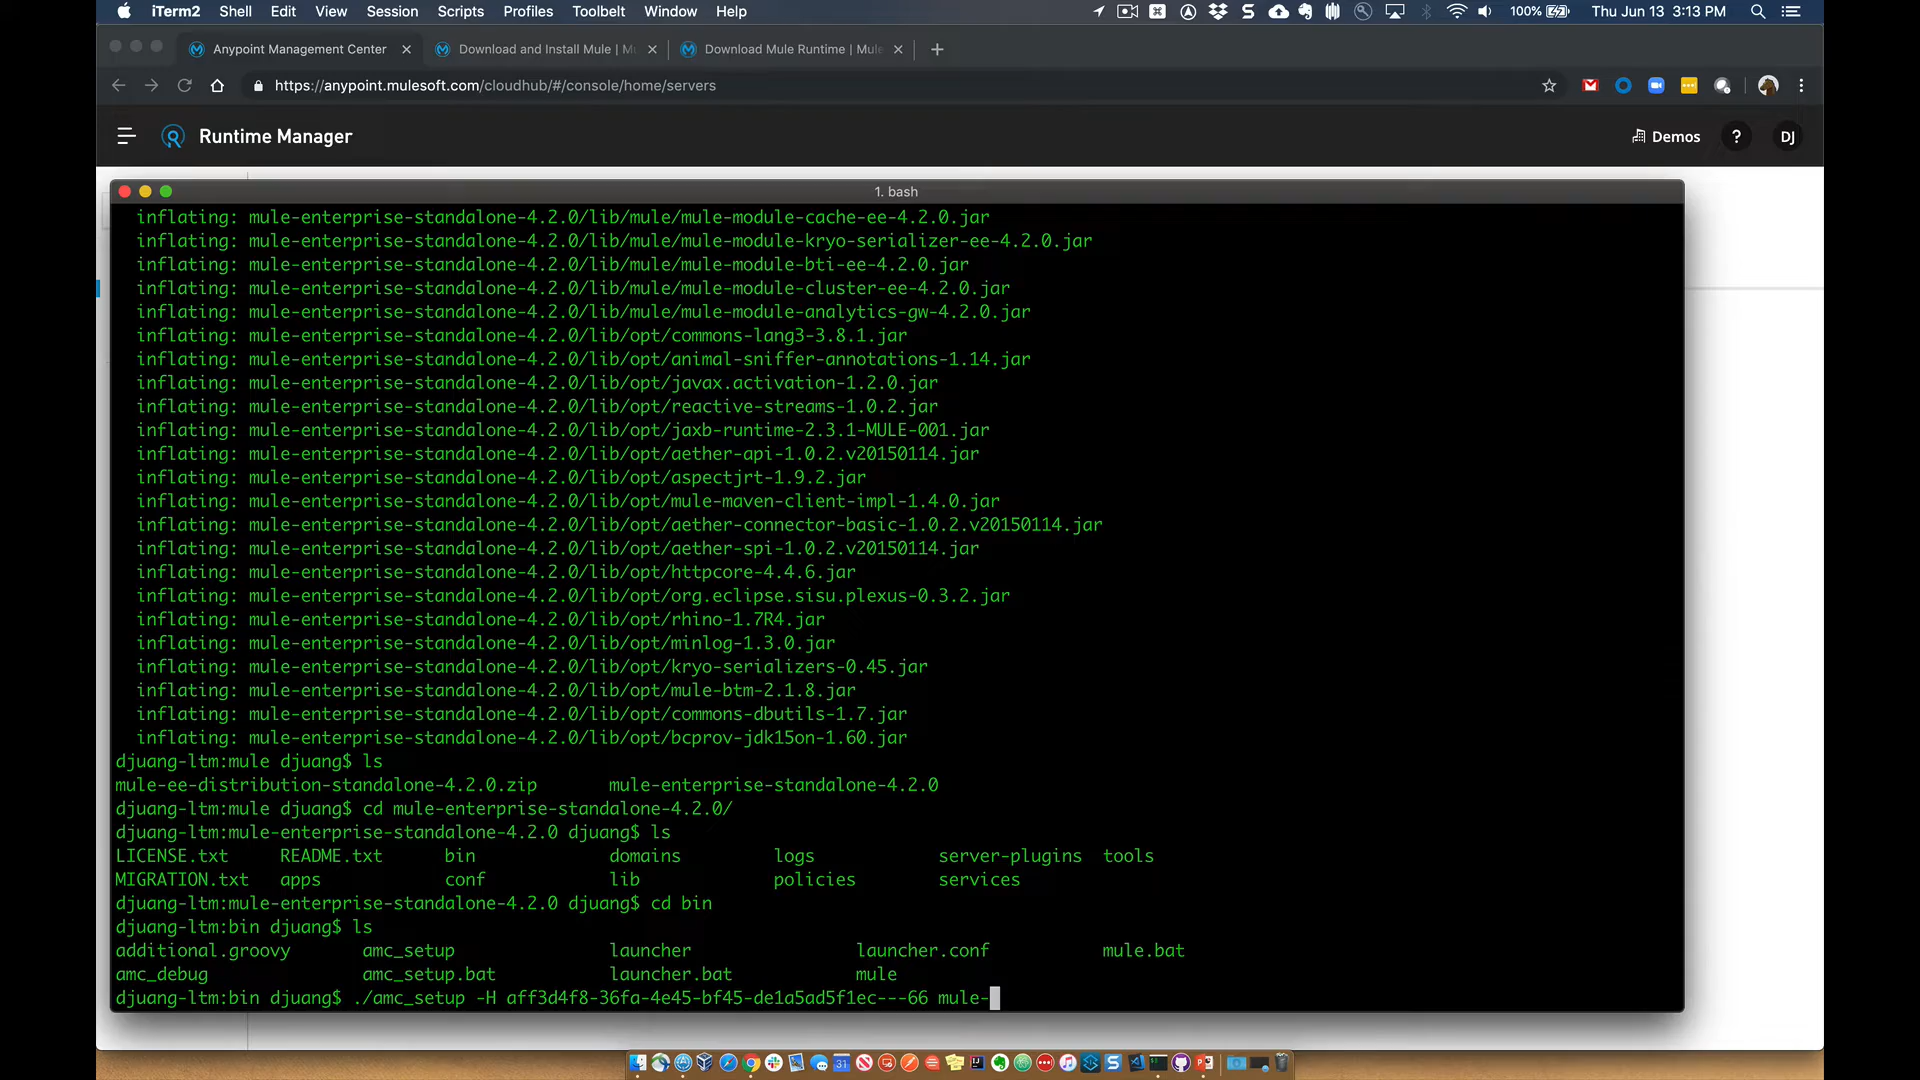 iTerm2 Shell Edit View Session Scripts Profiles Toolbelt Window Help 100% Thu Jun 13 3:13 PM
Anypoint Management Center Download and Install Mule | Mu Download Mule Runtime | Mule
https://anypoint.mulesoft.com/cloudhub/#/console/home/servers
Runtime Manager Demos ? DJ
1. bash
inflating: mule-enterprise-standalone-4.2.0/lib/mule/mule-module-cache-ee-4.2.0.jar
inflating: mule-enterprise-standalone-4.2.0/lib/mule/mule-module-kryo-serializer-ee-4.2.0.jar
inflating: mule-enterprise-standalone-4.2.0/lib/mule/mule-module-bti-ee-4.2.0.jar
inflating: mule-enterprise-standalone-4.2.0/lib/mule/mule-module-cluster-ee-4.2.0.jar
inflating: mule-enterprise-standalone-4.2.0/lib/mule/mule-module-analytics-gw-4.2.0.jar
inflating: mule-enterprise-standalone-4.2.0/lib/opt/commons-lang3-3.8.1.jar
inflating: mule-enterprise-standalone-4.2.0/lib/opt/animal-sniffer-annotations-1.14.jar
inflating: mule-enterprise-standalone-4.2.0/lib/opt/javax.activation-1.2.0.jar
inflating: mule-enterprise-standalone-4.2.0/lib/opt/reactive-streams-1.0.2.jar
inflating: mule-enterprise-standalone-4.2.0/lib/opt/jaxb-runtime-2.3.1-MULE-001.jar
inflating: mule-enterprise-standalone-4.2.0/lib/opt/aether-api-1.0.2.v20150114.jar
inflating: mule-enterprise-standalone-4.2.0/lib/opt/aspectjrt-1.9.2.jar
inflating: mule-enterprise-standalone-4.2.0/lib/opt/mule-maven-client-impl-1.4.0.jar
inflating: mule-enterprise-standalone-4.2.0/lib/opt/aether-connector-basic-1.0.2.v20150114.jar
inflating: mule-enterprise-standalone-4.2.0/lib/opt/aether-spi-1.0.2.v20150114.jar
inflating: mule-enterprise-standalone-4.2.0/lib/opt/httpcore-4.4.6.jar
inflating: mule-enterprise-standalone-4.2.0/lib/opt/org.eclipse.sisu.plexus-0.3.2.jar
inflating: mule-enterprise-standalone-4.2.0/lib/opt/rhino-1.7R4.jar
inflating: mule-enterprise-standalone-4.2.0/lib/opt/minlog-1.3.0.jar
inflating: mule-enterprise-standalone-4.2.0/lib/opt/kryo-serializers-0.45.jar
inflating: mule-enterprise-standalone-4.2.0/lib/opt/mule-btm-2.1.8.jar
inflating: mule-enterprise-standalone-4.2.0/lib/opt/commons-dbutils-1.7.jar
inflating: mule-enterprise-standalone-4.2.0/lib/opt/bcprov-jdk15on-1.60.jar
djuang-ltm:mule djuang$ ls
mule-ee-distribution-standalone-4.2.0.zip mule-enterprise-standalone-4.2.0
djuang-ltm:mule djuang$ cd mule-enterprise-standalone-4.2.0/
djuang-ltm:mule-enterprise-standalone-4.2.0 djuang$ ls
LICENSE.txt README.txt bin domains logs server-plugins tools
MIGRATION.txt apps conf lib policies services
djuang-ltm:mule-enterprise-standalone-4.2.0 djuang$ cd bin
djuang-ltm:bin djuang$ ls
additional.groovy amc_setup launcher launcher.conf mule.bat
amc_debug amc_setup.bat launcher.bat mule
djuang-ltm:bin djuang$ ./amc_setup -H aff3d4f8-36fa-4e45-bf45-de1a5ad5f1ec---66 mule-